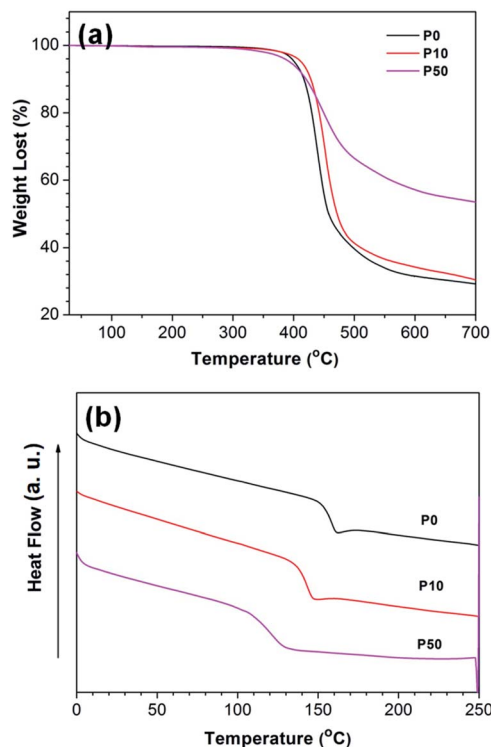 (a)
P0
P10
P50
Weight Lost (%)
100
80
60
40
20
100 200 300 400 500 600 700
Temperature (°C)
(b)
Heat Flow (a. u.)
P0
P10
P50
0 50 100 150 200 250
Temperature (°C)